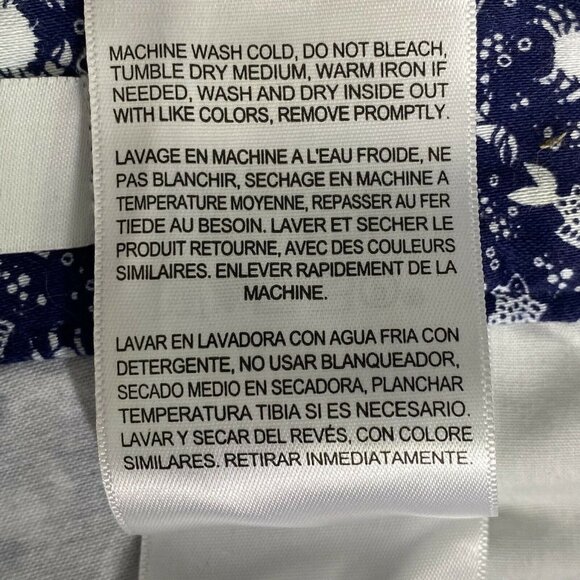 MACHINE WASH COLD, DO NOT BLEACH,
TUMBLE DRY MEDIUM, WARM IRON IF
NEEDED, WASH AND DRY INSIDE OUT
WITH LIKE COLORS, REMOVE PROMPTLY.
LAVAGE EN MACHINE A L'EAU FROIDE, NE
PAS BLANCHIR, SECHAGE EN MACHINE A
TEMPERATURE MOYENNE, REPASSER AU FER
TIEDE AU BESOIN. LAVER ET SECHER LE
PRODUIT RETOURNE, AVEC DES COULEURS
SIMILAIRES. ENLEVER RAPIDEMENT DE LA
MACHINE.
LAVAR EN LAVADORA CON AGUA FRIA CON
DETERGENTE, NO USAR BLANQUEADOR,
SECADO MEDIO EN SECADORA, PLANCHAR
TEMPERATURA TIBIA SI ES NECESARIO.
LAVAR Y SECAR DEL REVÉS, CON COLORE
SIMILARES. RETIRAR INMEDIATAMENTE.